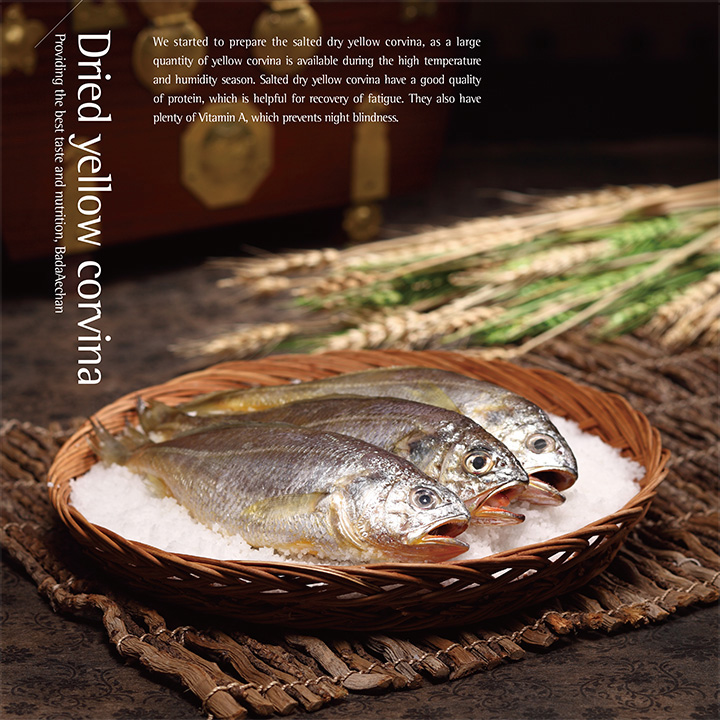 Dried yellow corvina
Providing the best taste and nutrition, BadaAechan
We started to prepare the salted dry yellow corvina, as a large
quantity of yellow corvina is available during the high temperature
and humidity season. Salted dry yellow corvina have a good quality
of protein, which is helpful for recovery of fatigue. They also have
plenty of Vitamin A, which prevents night blindness.